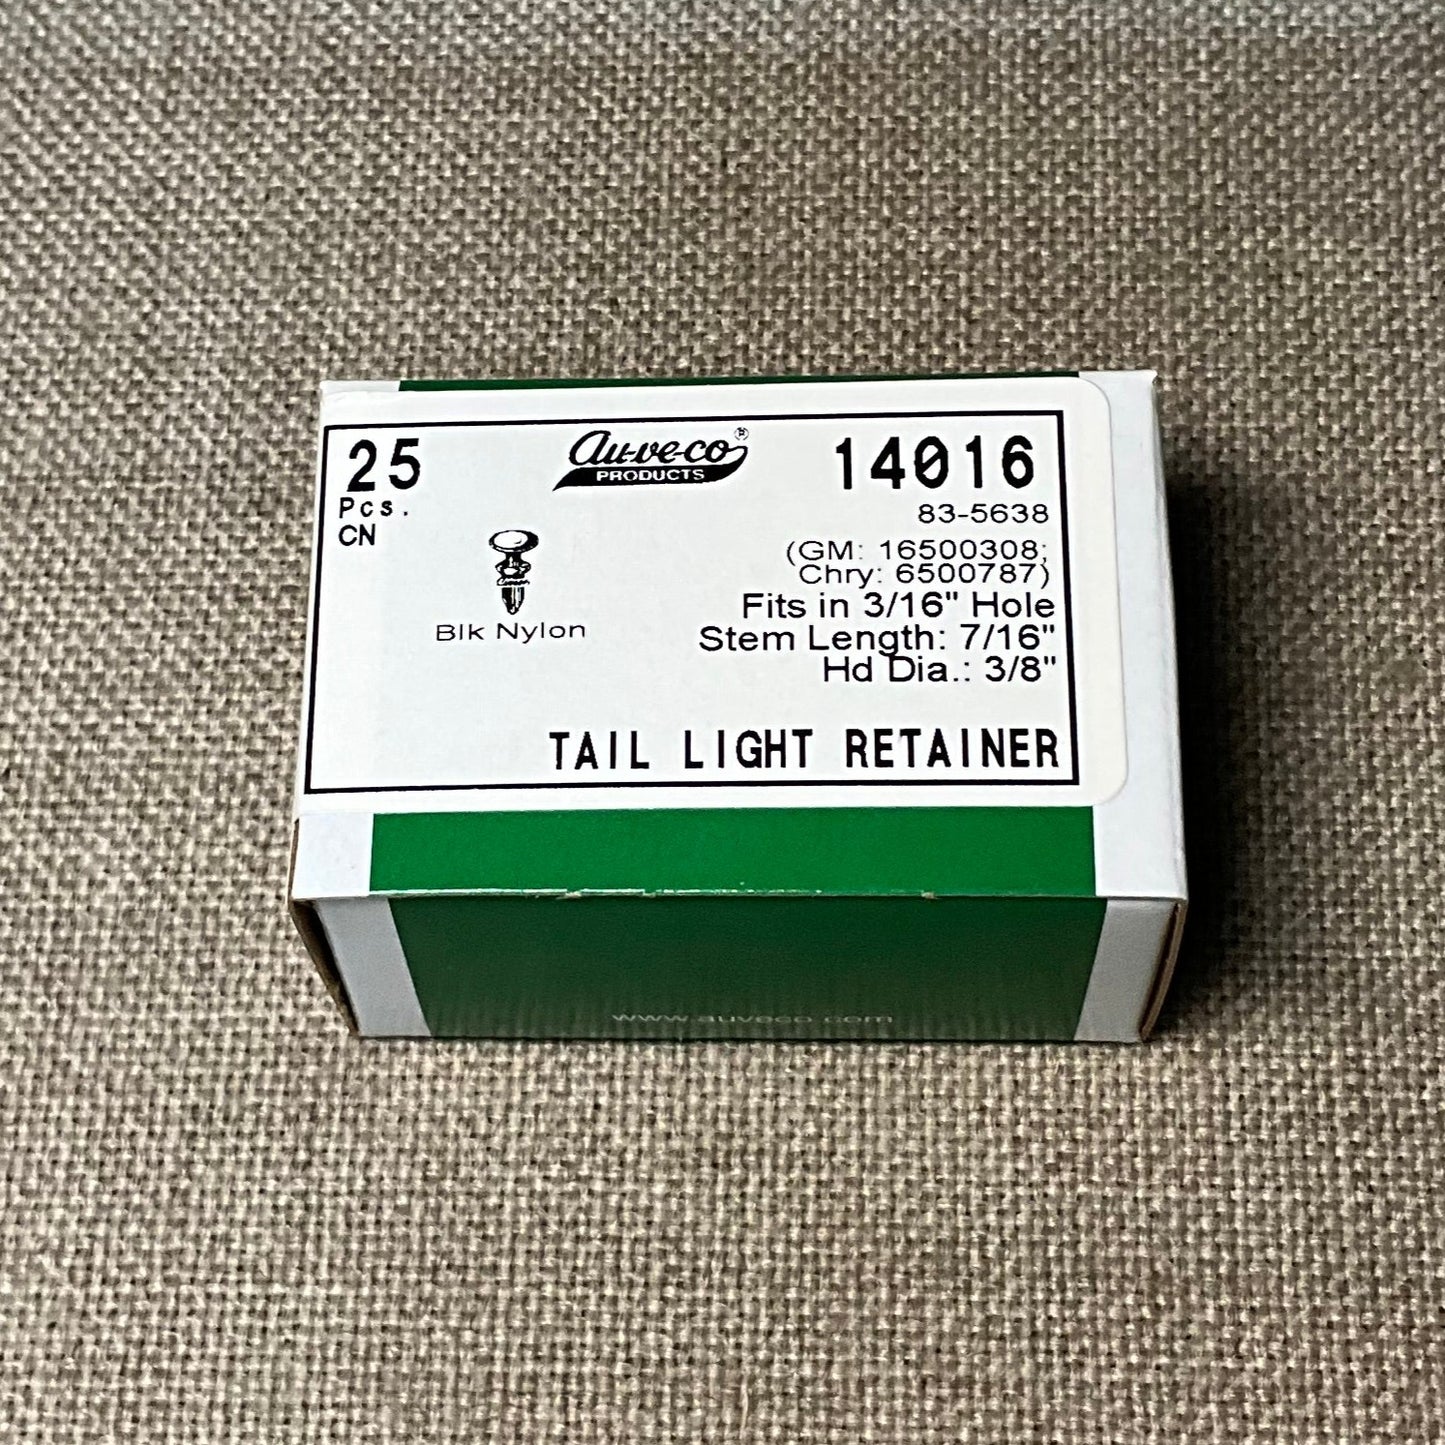 25
Pcs.
CN
au-ve-co®
PRODUCTS
14016
83-5638
(GM: 16500308;
Chry: 6500787)
Fits in 3/16" Hole
Stem Length: 7/16"
Hd Dia.: 3/8"
Blk Nylon
TAIL LIGHT RETAINER
www.auveco.com